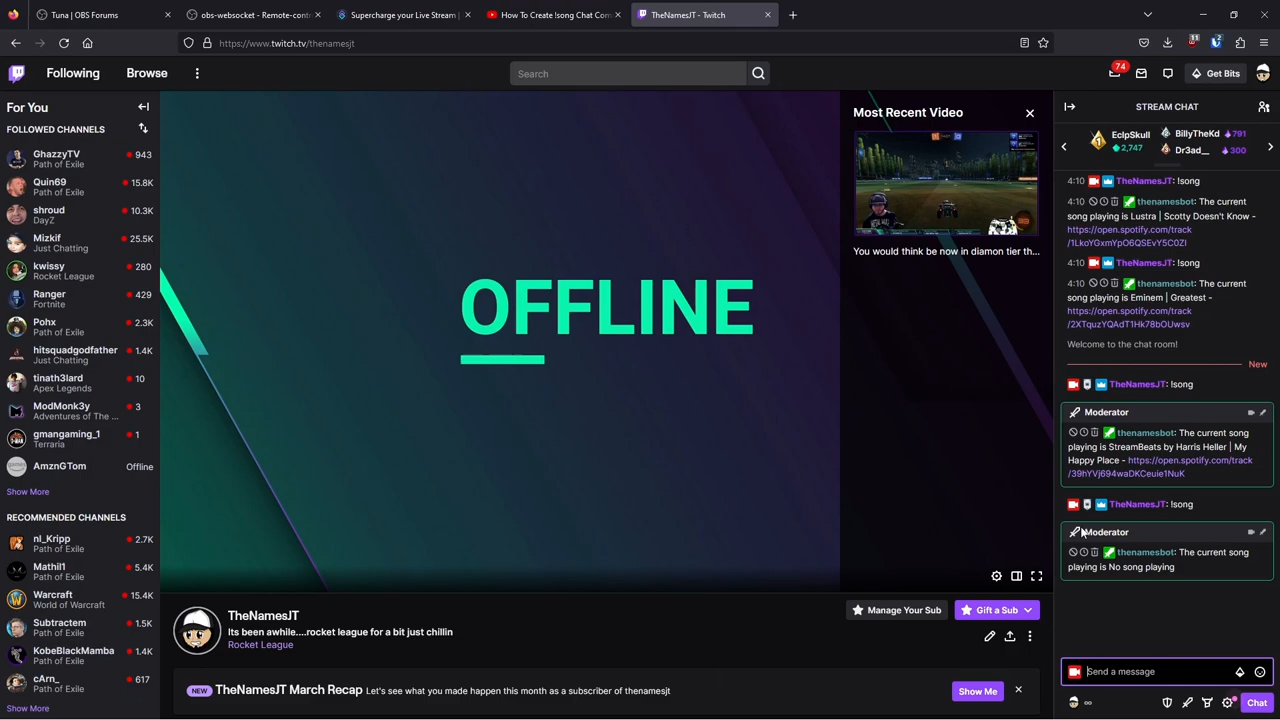 Tuna | OBS Forums
obs-websocket - Remote-cont
Supercharge your Live Stream |
How To Create !song Chat Com
TheNamesJT - Twitch
https://www.twitch.tv/thenamesjt
11
2
Following
Browse
Search
74
Get Bits
For You
FOLLOWED CHANNELS
GhazzyTV
943
Path of Exile
Quin69
15.8K
Path of Exile
shroud
10.3K
DayZ
Mizkif
25.5K
Just Chatting
kwissy
280
Rocket League
Ranger
429
Fortnite
Pohx
2.3K
Path of Exile
hitsquadgodfather
1.4K
Just Chatting
tinath3lard
10
Apex Legends
ModMonk3y
3
Adventures of The ...
gmangaming_1
1
Terraria
AmznGTom
Offline
Show More
RECOMMENDED CHANNELS
nl_Kripp
2.7K
Path of Exile
Mathil1
5.4K
Path of Exile
Warcraft
15.4K
World of Warcraft
Subtractem
1.5K
Path of Exile
KobeBlackMamba
1.4K
Path of Exile
cArn_
617
Path of Exile
Show More
OFFLINE
Most Recent Video
You would think be now in diamon tier th...
TheNamesJT
Its been awhile....rocket league for a bit just chillin
Rocket League
Manage Your Sub
Gift a Sub
NEW TheNamesJT March Recap Let's see what you made happen this month as a subscriber of thenamesjt
Show Me
STREAM CHAT
1 EclpSkull
2,747
BillyTheKd 791
Dr3ad__ 300
4:10 TheNamesJT: !song
4:10 thenamesbot: The current
song playing is Lustra | Scotty Doesn't Know -
https://open.spotify.com/track
/1LkoYGxmYpO6QSEvY5C0Zl
4:10 TheNamesJT: !song
4:10 thenamesbot: The current
song playing is Eminem | Greatest -
https://open.spotify.com/track
/2XTquzYQAdT1Hk78bOUwsv
Welcome to the chat room!
New
TheNamesJT: !song
Moderator
thenamesbot: The current song
playing is StreamBeats by Harris Heller | My
Happy Place - https://open.spotify.com/track
/39hYVj694waDKCeuie1NuK
TheNamesJT: !song
Moderator
thenamesbot: The current song
playing is No song playing
Send a message
Chat